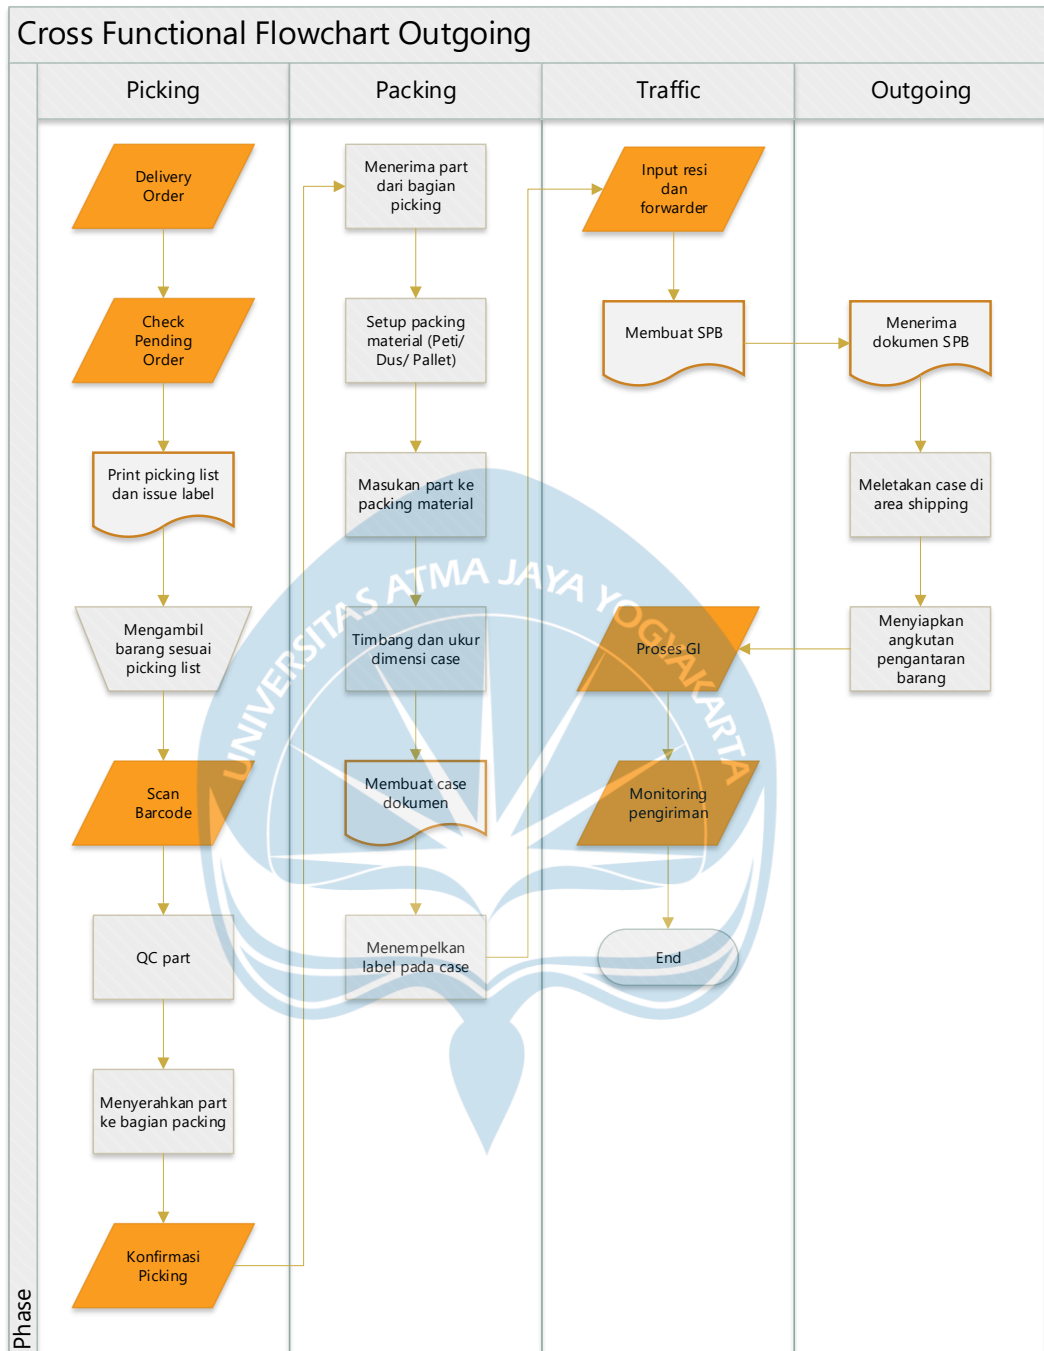 Cross Functional Flowchart Outgoing
Phase
Picking
Packing
Traffic
Outgoing
Delivery
Order
Check
Pending
Order
Print picking list
dan issue label
Mengambil
barang sesuai
picking list
Scan
Barcode
QC part
Menyerahkan part
ke bagian packing
Konfirmasi
Picking
Menerima part
dari bagian
picking
Setup packing
material (Peti/
Dus/ Pallet)
Masukan part ke
packing material
Timbang dan ukur
dimensi case
Membuat case
dokumen
Menempelkan
label pada case
Input resi
dan
forwarder
Membuat SPB
Proses GI
Monitoring
pengiriman
End
Menerima
dokumen SPB
Meletakan case di
area shipping
Menyiapkan
angkutan
pengantaran
barang
UNIVERSITAS ATMA JAYA YOGYAKARTA